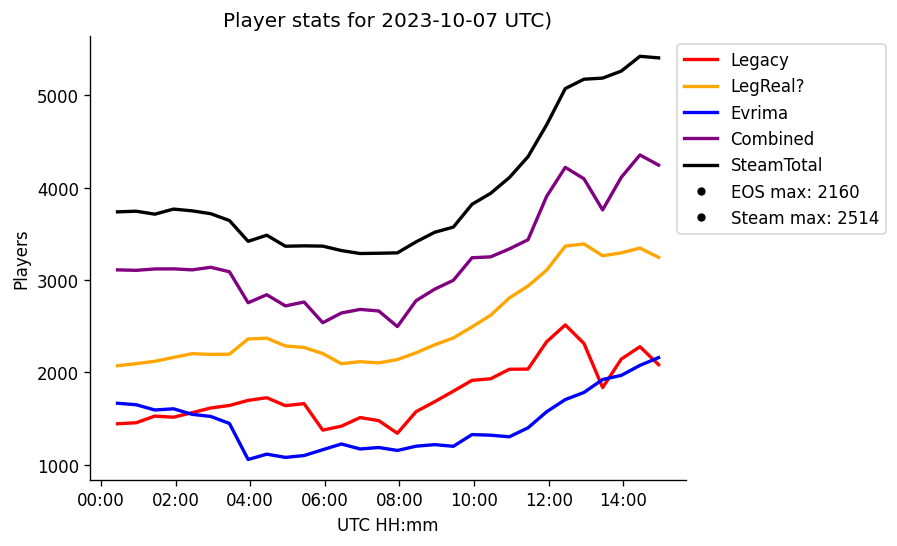 Player stats for 2023-10-07 UTC)
Legacy
LegReal?
Evrima
Combined
SteamTotal
EOS max: 2160
Steam max: 2514
5000
4000
3000
2000
1000
Players
00:00 02:00 04:00 06:00 08:00 10:00 12:00 14:00
UTC HH:mm